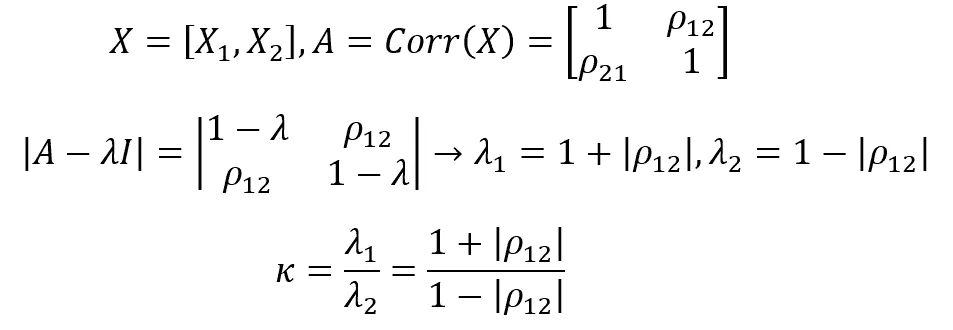 X = [X₁, X₂], A = Corr(X) = [1 ρ₁₂; ρ₂₁ 1]
|A − λI| = |1 − λ ρ₁₂; ρ₁₂ 1 − λ| → λ₁ = 1 + |ρ₁₂|, λ₂ = 1 − |ρ₁₂|
κ = λ₁/λ₂ = (1 + |ρ₁₂|)/(1 − |ρ₁₂|)